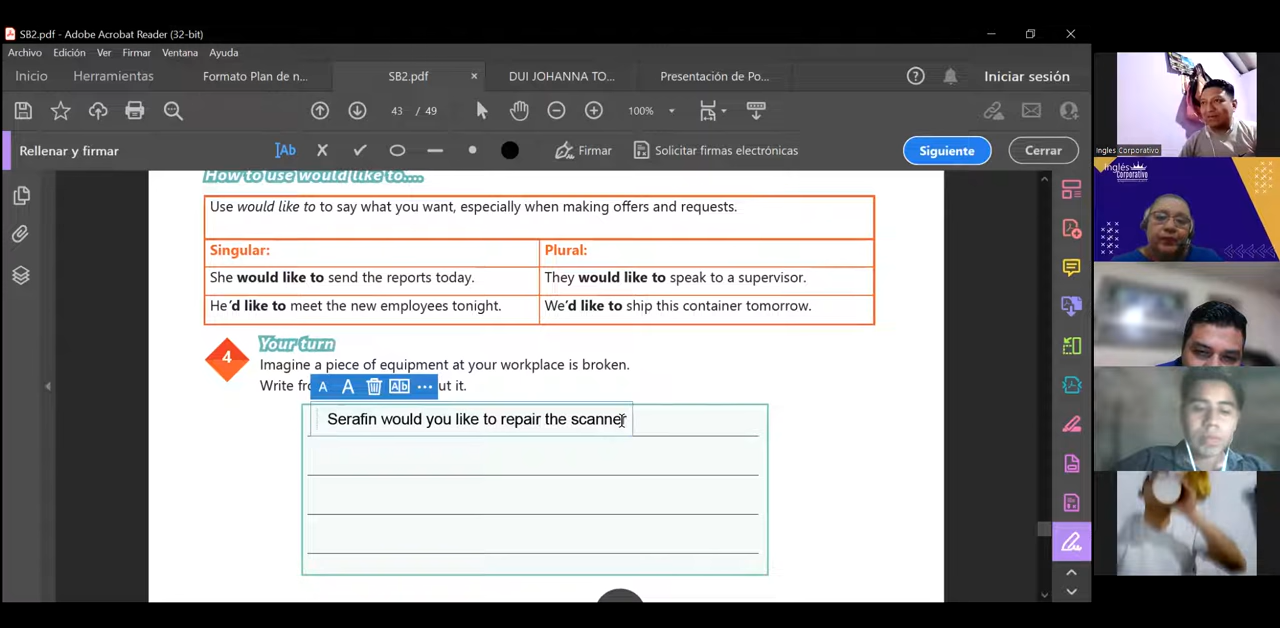 SB2.pdf - Adobe Acrobat Reader (32-bit)
Archivo Edición Ver Firmar Ventana Ayuda
Inicio Herramientas Formato Plan de n... SB2.pdf × DUI JOHANNA TO... Presentación de Po... Iniciar sesión
43 / 49 100%
Rellenar y firmar Ab Firmar Solicitar firmas electrónicas Siguiente Cerrar
How to use would like to....
Use would like to to say what you want, especially when making offers and requests.
Singular: Plural:
She would like to send the reports today. They would like to speak to a supervisor.
He'd like to meet the new employees tonight. We'd like to ship this container tomorrow.
4 Your turn
Imagine a piece of equipment at your workplace is broken.
Write fr A A Ab ... ut it.
Serafin would you like to repair the scanner
Ingles Corporativo
Inglés Corporativo